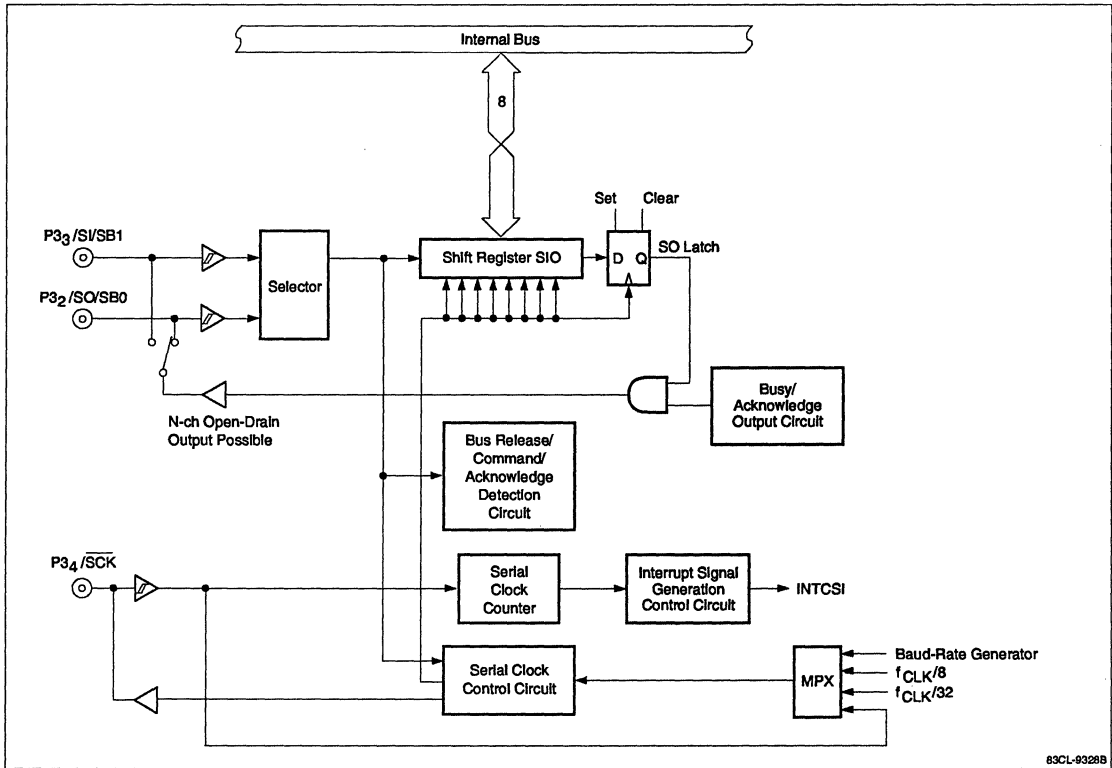 Internal Bus
8
Set Clear
P3₃/SI/SB1
SO Latch
Shift Register SIO
D Q
Selector
P3₂/SO/SB0
N-ch Open-Drain
Output Possible
Busy/
Acknowledge
Output Circuit
Bus Release/
Command/
Acknowledge
Detection
Circuit
P3₄/S̅C̅K̅
Serial
Clock
Counter
Interrupt Signal
Generation
Control Circuit
INTCSI
Serial Clock
Control Circuit
MPX
Baud-Rate Generator
fCLK/8
fCLK/32
83CL-9328B